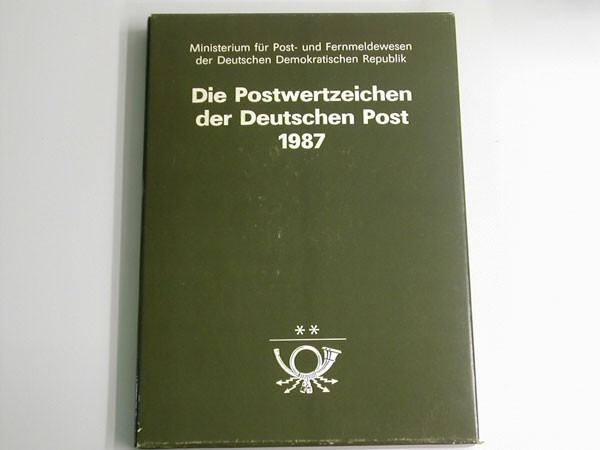 Ministerium für Post- und Fernmeldewesen
der Deutschen Demokratischen Republik
Die Postwertzeichen
der Deutschen Post
1987
**